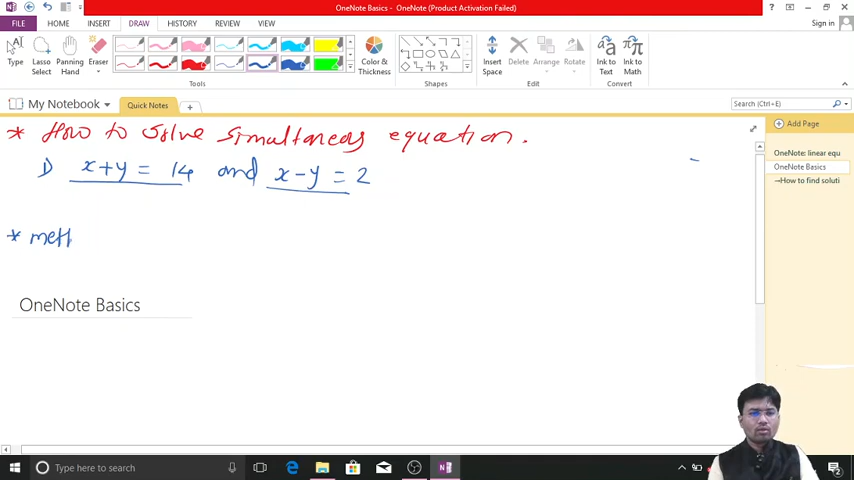 OneNote Basics - OneNote (Product Activation Failed)
Sign in
FILE HOME INSERT DRAW HISTORY REVIEW VIEW
Type Lasso Select Panning Hand Eraser Color & Thickness Insert Space Delete Arrange Rotate Ink to Text Ink to Math
Tools Shapes Edit Convert
My Notebook Quick Notes Search (Ctrl+E)
Add Page
* How to solve simultaneos equation.
OneNote: linear equ
1) x+y = 14 and x-y = 2
OneNote Basics
→How to find soluti
* meth
OneNote Basics
Type here to search